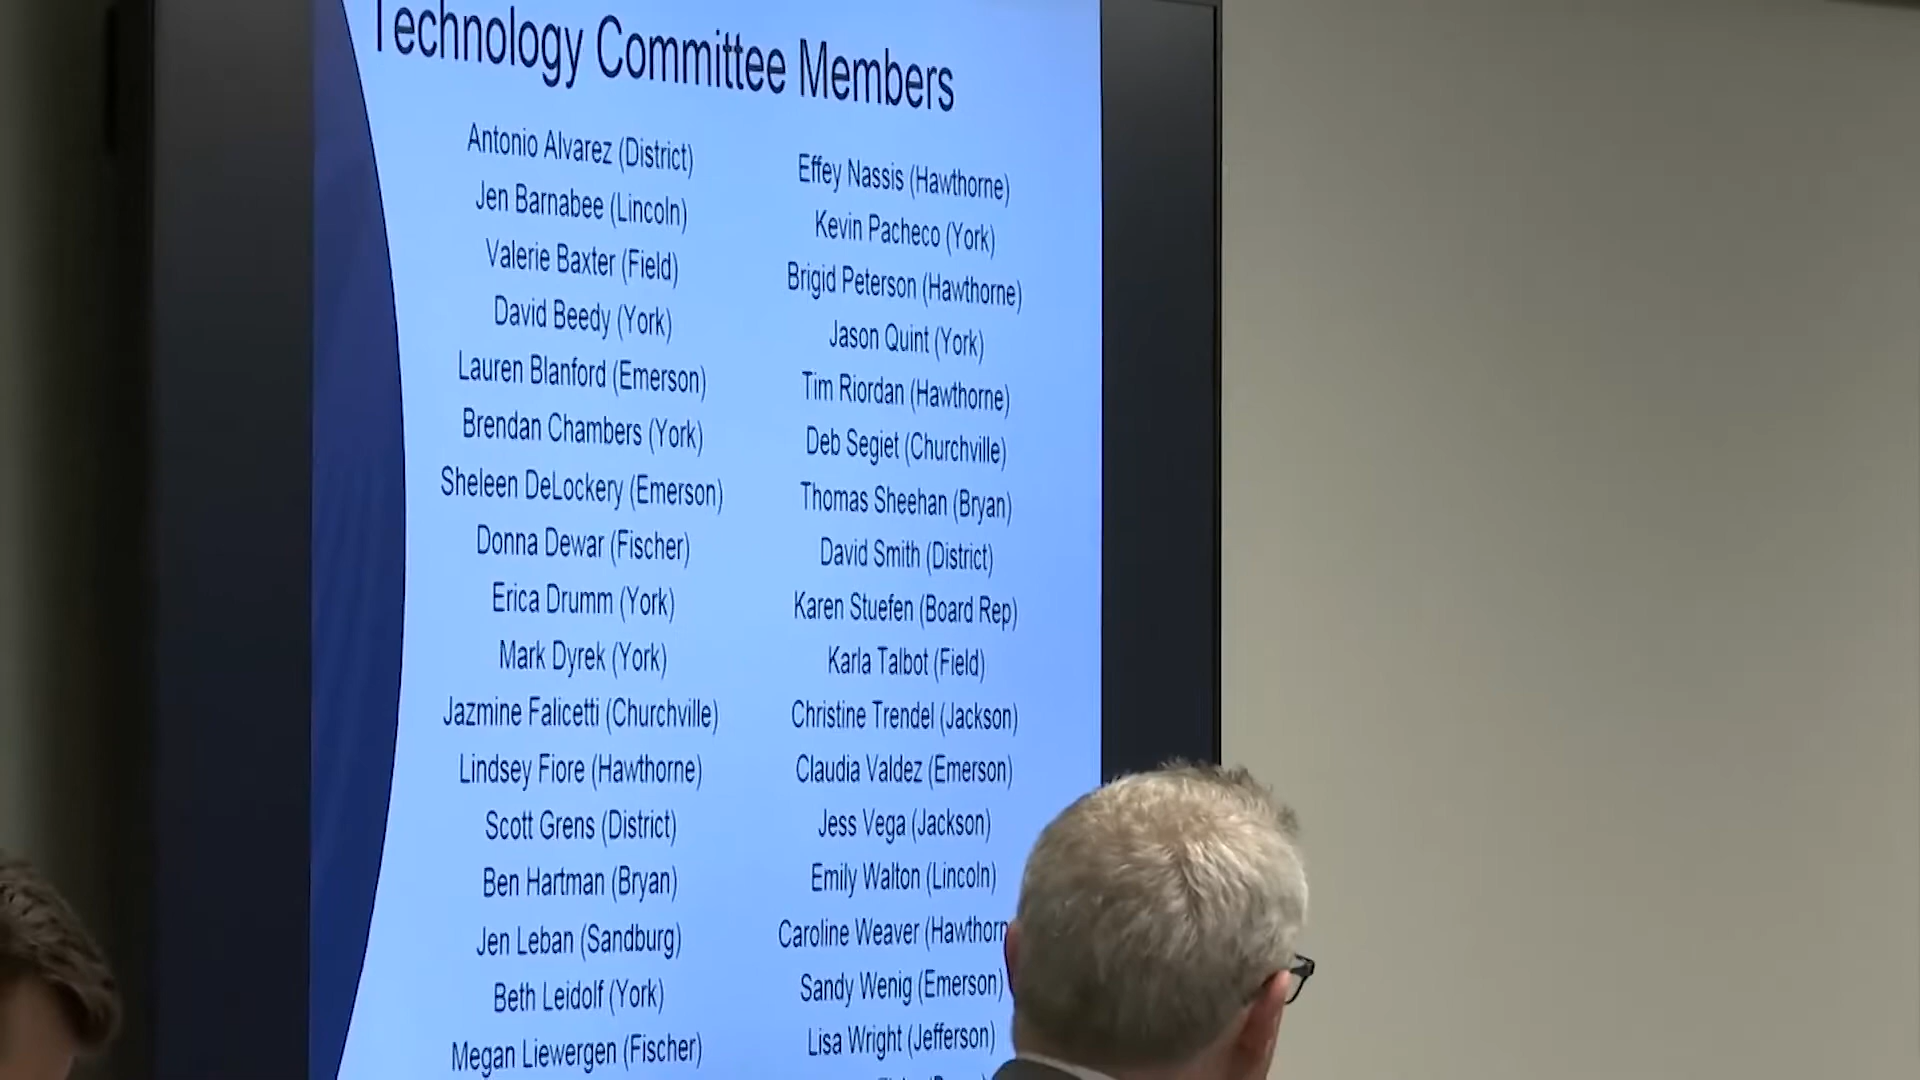 Technology Committee Members
Antonio Alvarez (District)
Jen Barnabee (Lincoln)
Valerie Baxter (Field)
David Beedy (York)
Lauren Blanford (Emerson)
Brendan Chambers (York)
Sheleen DeLockery (Emerson)
Donna Dewar (Fischer)
Erica Drumm (York)
Mark Dyrek (York)
Jazmine Falicetti (Churchville)
Lindsey Fiore (Hawthorne)
Scott Grens (District)
Ben Hartman (Bryan)
Jen Leban (Sandburg)
Beth Leidolf (York)
Megan Liewergen (Fischer)
Effey Nassis (Hawthorne)
Kevin Pacheco (York)
Brigid Peterson (Hawthorne)
Jason Quint (York)
Tim Riordan (Hawthorne)
Deb Segiet (Churchville)
Thomas Sheehan (Bryan)
David Smith (District)
Karen Stuefen (Board Rep)
Karla Talbot (Field)
Christine Trendel (Jackson)
Claudia Valdez (Emerson)
Jess Vega (Jackson)
Emily Walton (Lincoln)
Caroline Weaver (Hawthorn
Sandy Wenig (Emerson)
Lisa Wright (Jefferson)